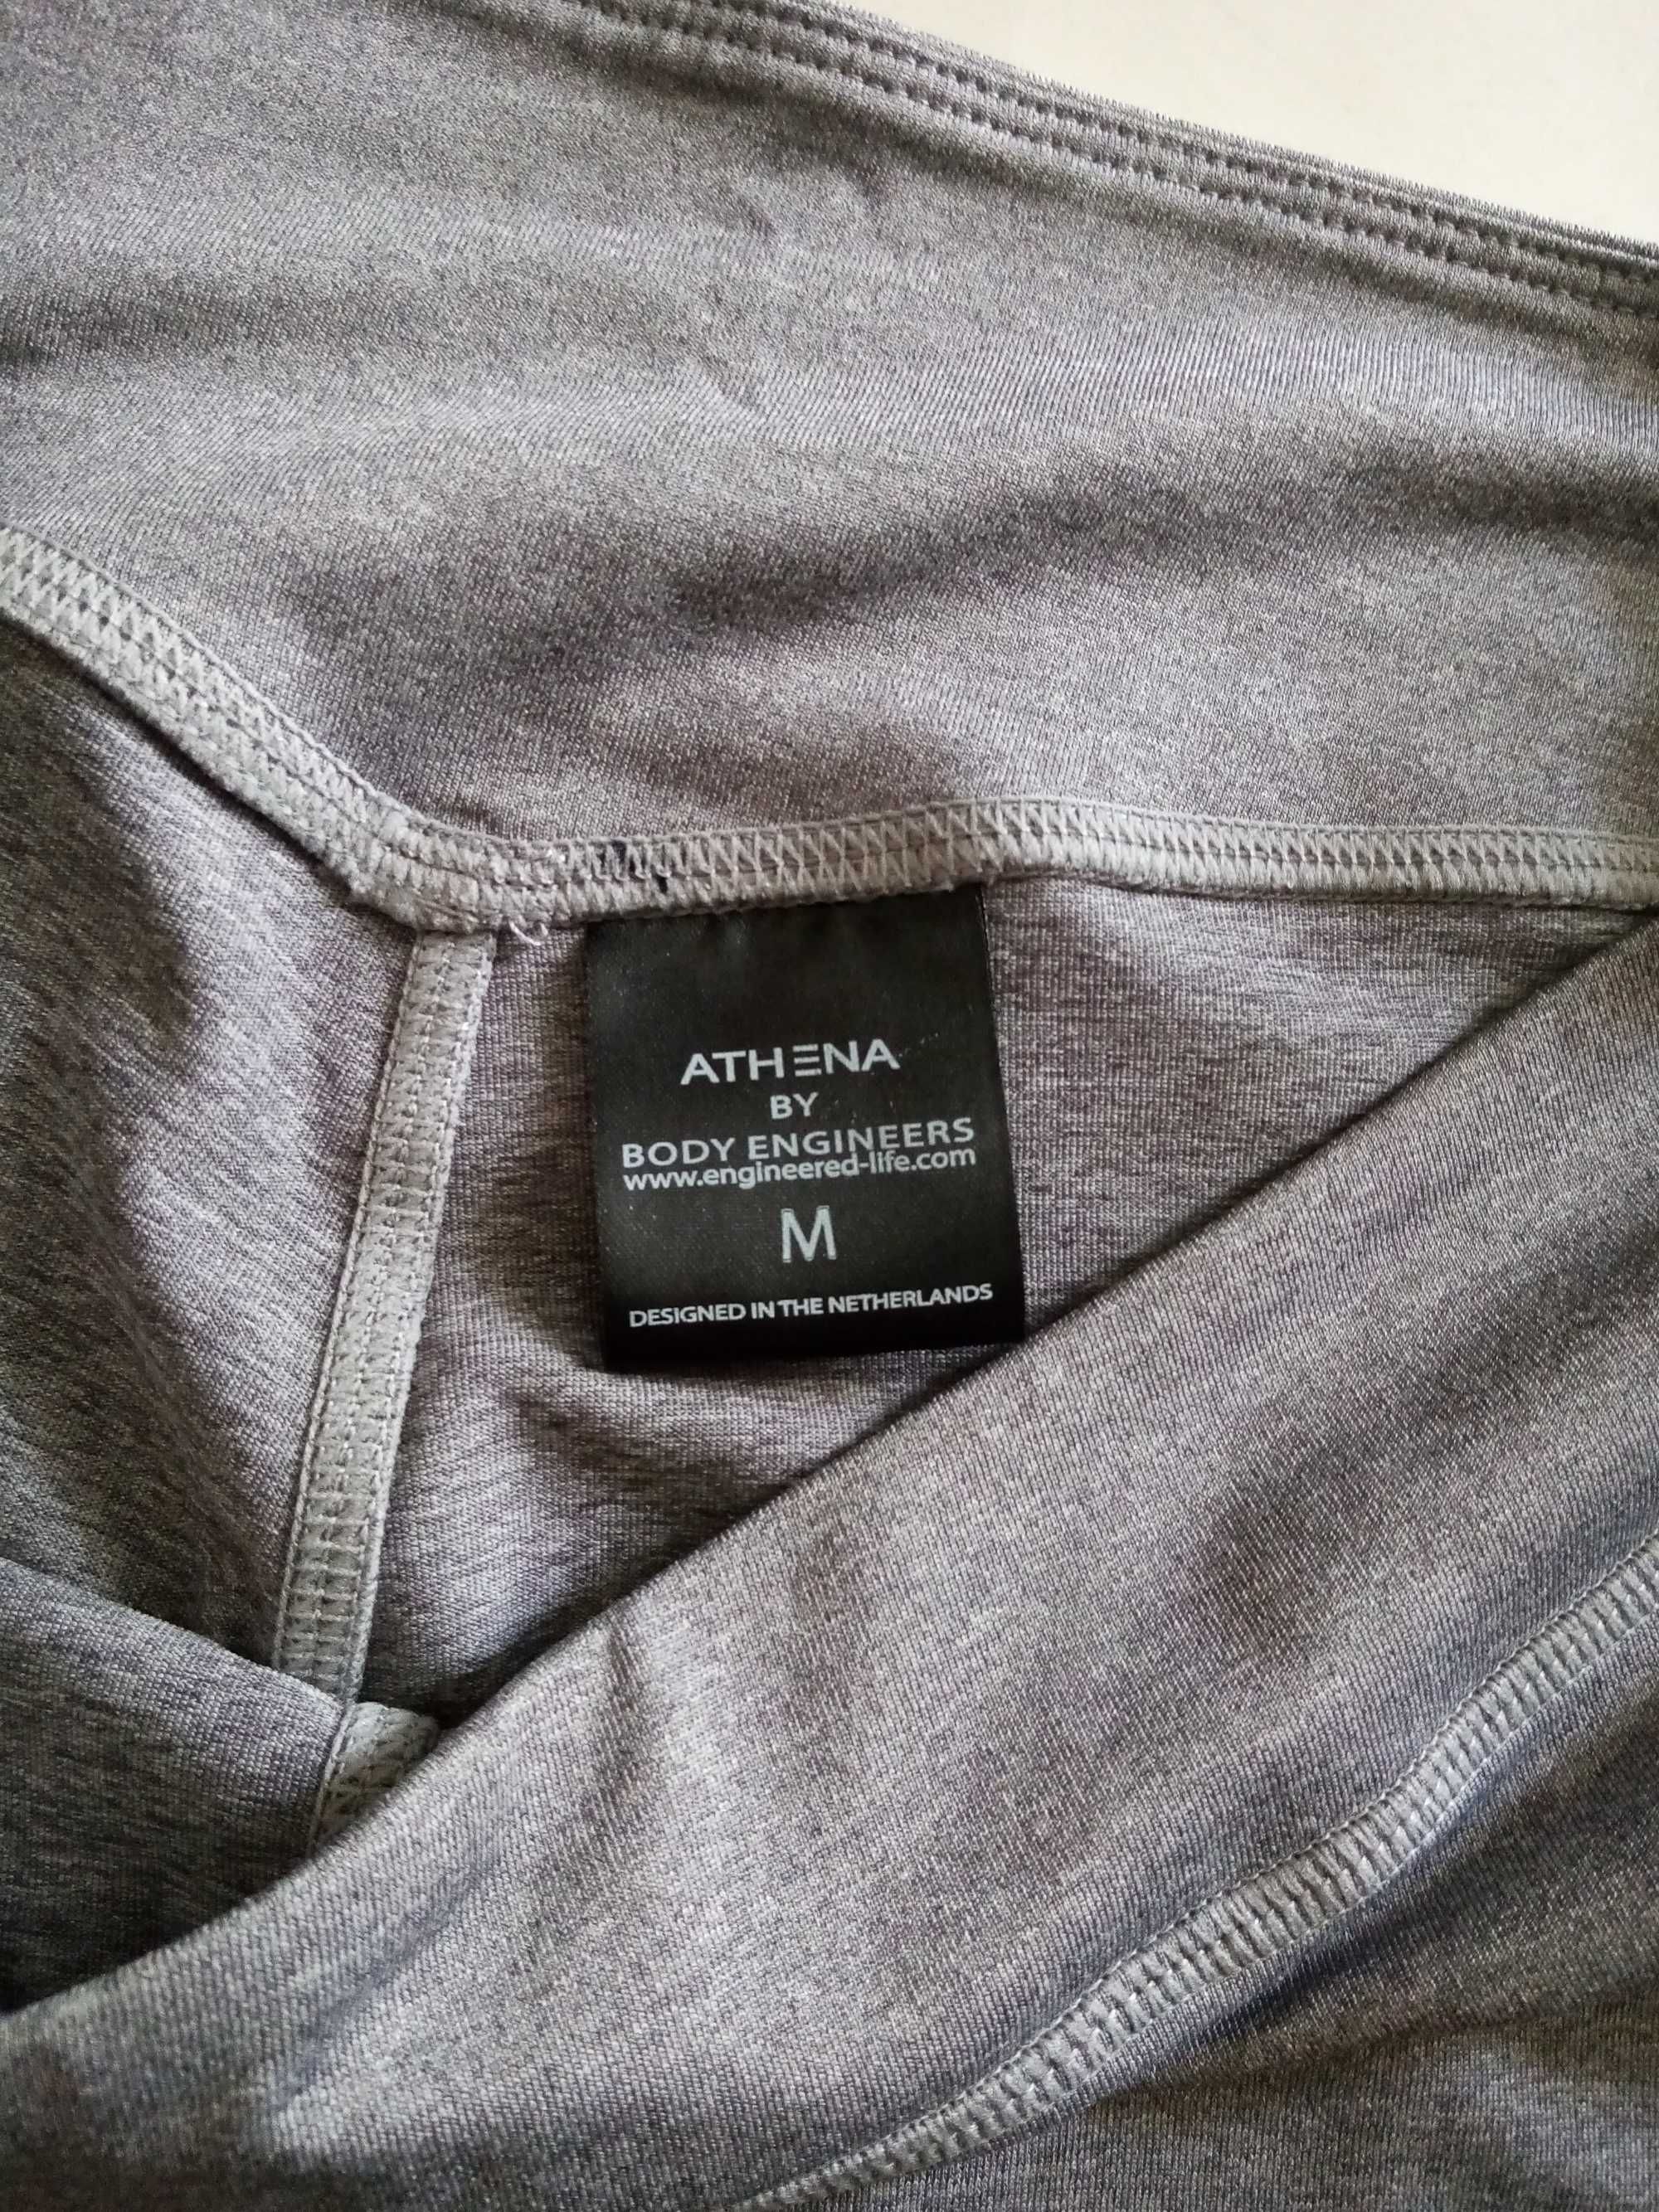 ATHENA
BY
BODY ENGINEERS
www.engineered-life.com
M
DESIGNED IN THE NETHERLANDS